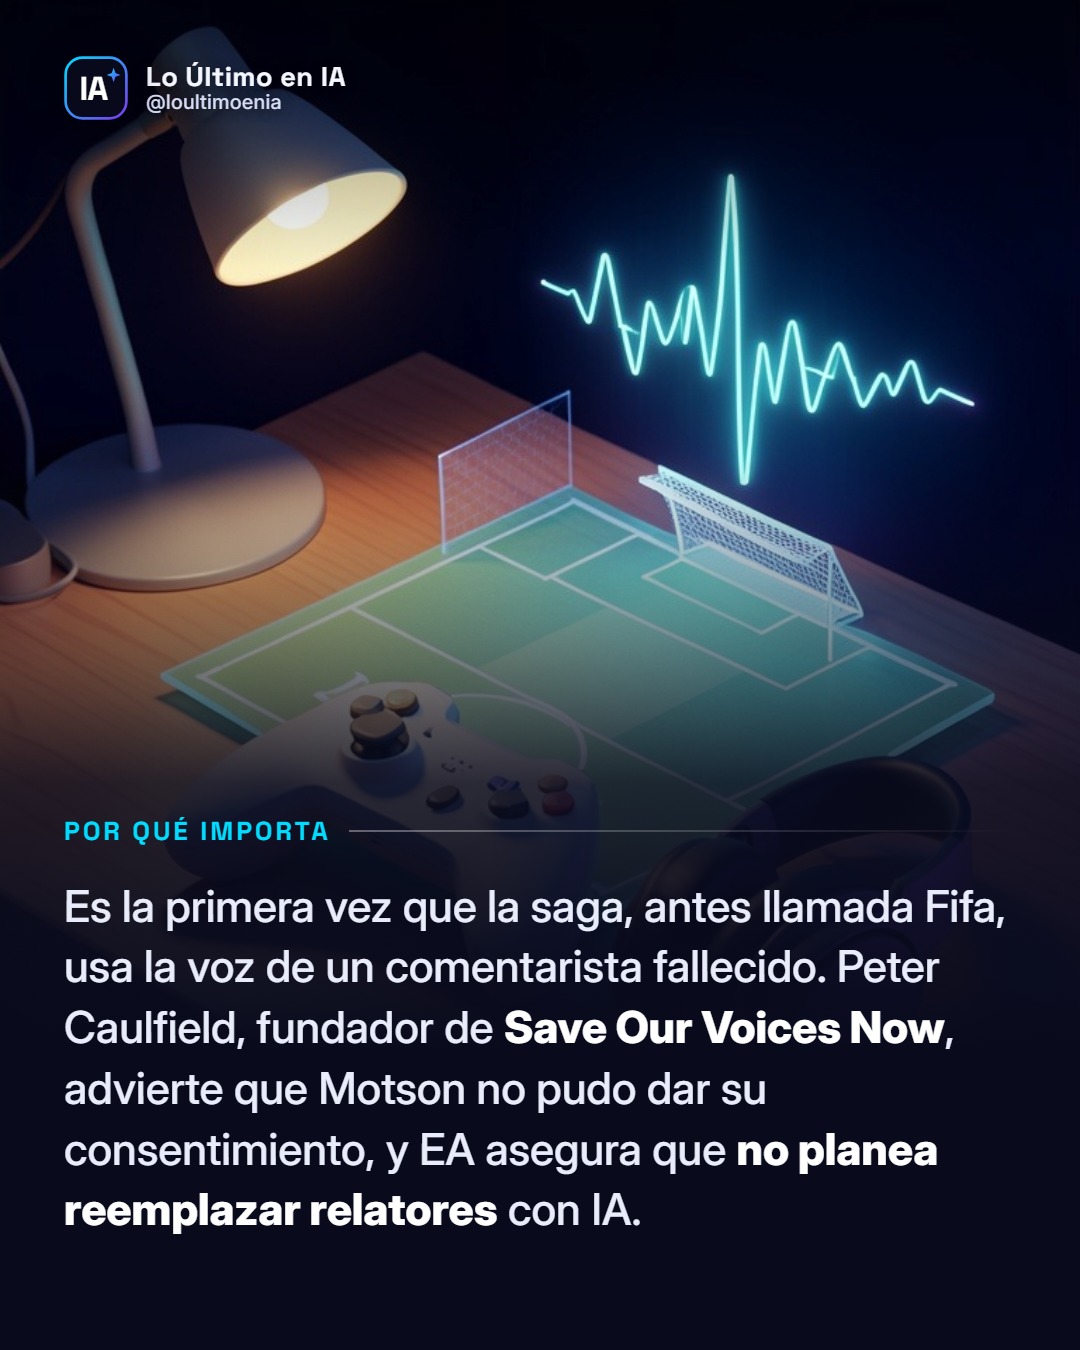 IA
Lo Último en IA
@loultimoenia
POR QUÉ IMPORTA
Es la primera vez que la saga, antes llamada Fifa,
usa la voz de un comentarista fallecido. Peter
Caulfield, fundador de Save Our Voices Now,
advierte que Motson no pudo dar su
consentimiento, y EA asegura que no planea
reemplazar relatores con IA.